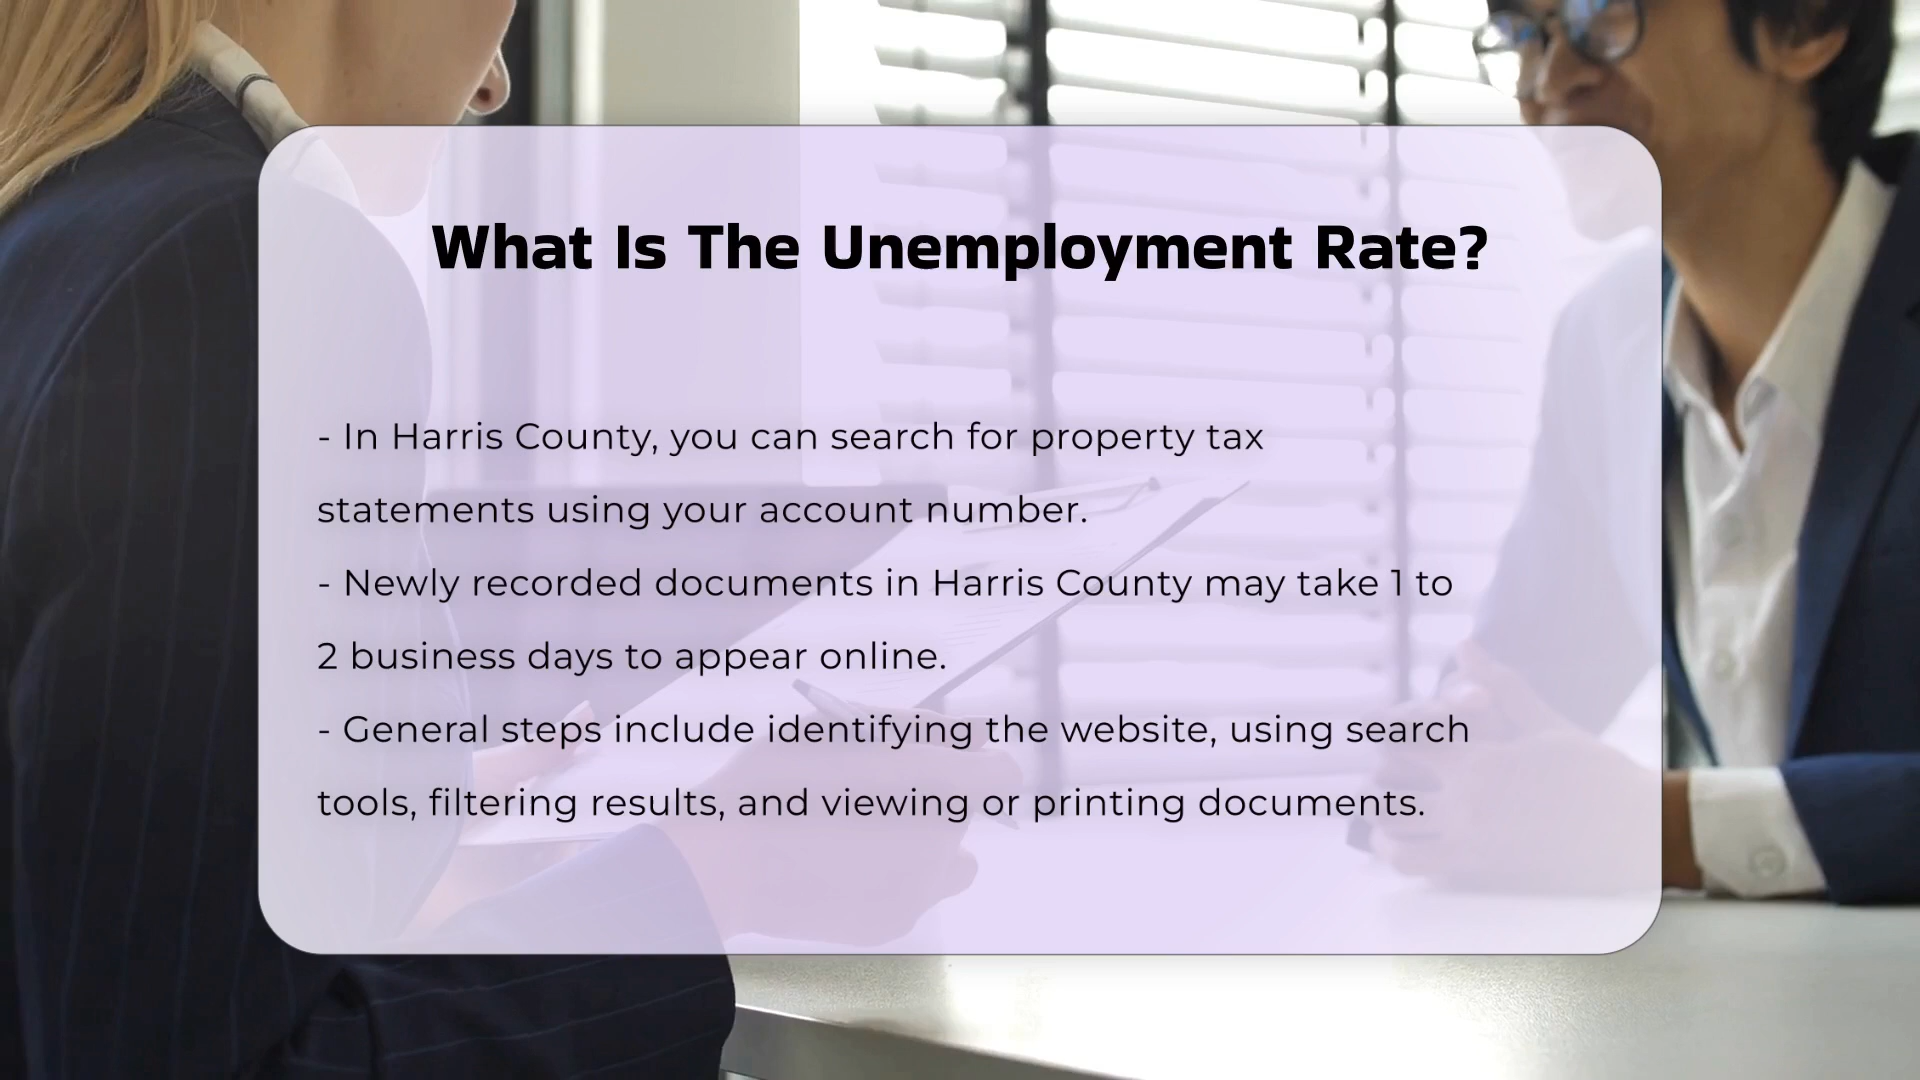 What Is The Unemployment Rate?
- In Harris County, you can search for property tax
statements using your account number.
- Newly recorded documents in Harris County may take 1 to
2 business days to appear online.
- General steps include identifying the website, using search
tools, filtering results, and viewing or printing documents.